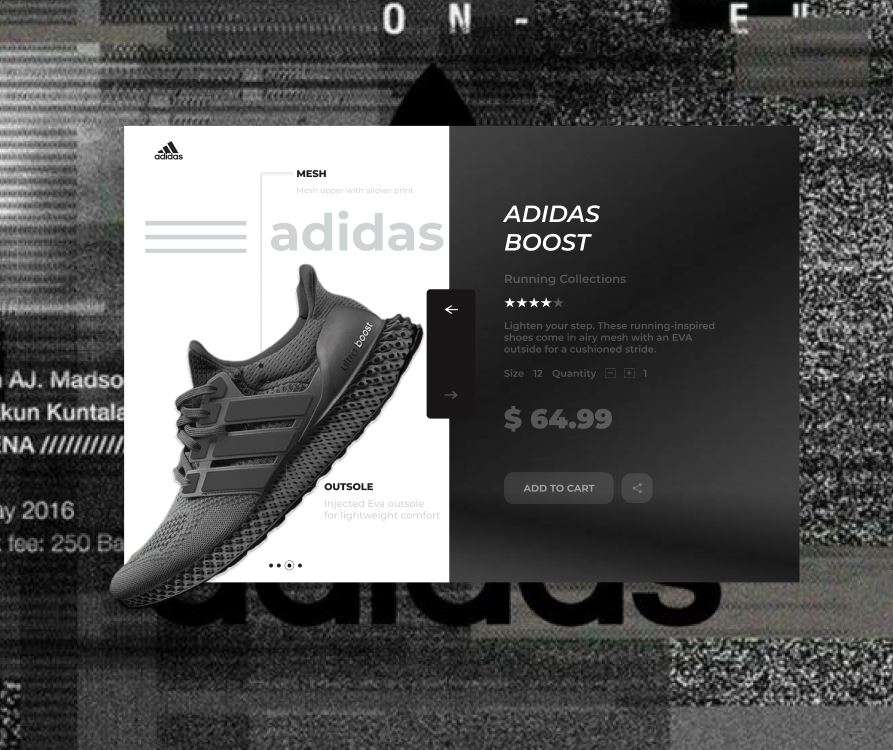 ON-
adidas
MESH
Mesh upper with allover print
adidas
ultra boost
OUTSOLE
Injected Eva outsole
for lightweight comfort
ADIDAS
BOOST
Running Collections
Lighten your step. These running-inspired
shoes come in airy mesh with an EVA
outside for a cushioned stride.
Size 12 Quantity - + 1
$ 64.99
ADD TO CART
AJ. Madso
kun Kuntala
ENA ///////////
ay 2016
fee: 250 Ba
adidas